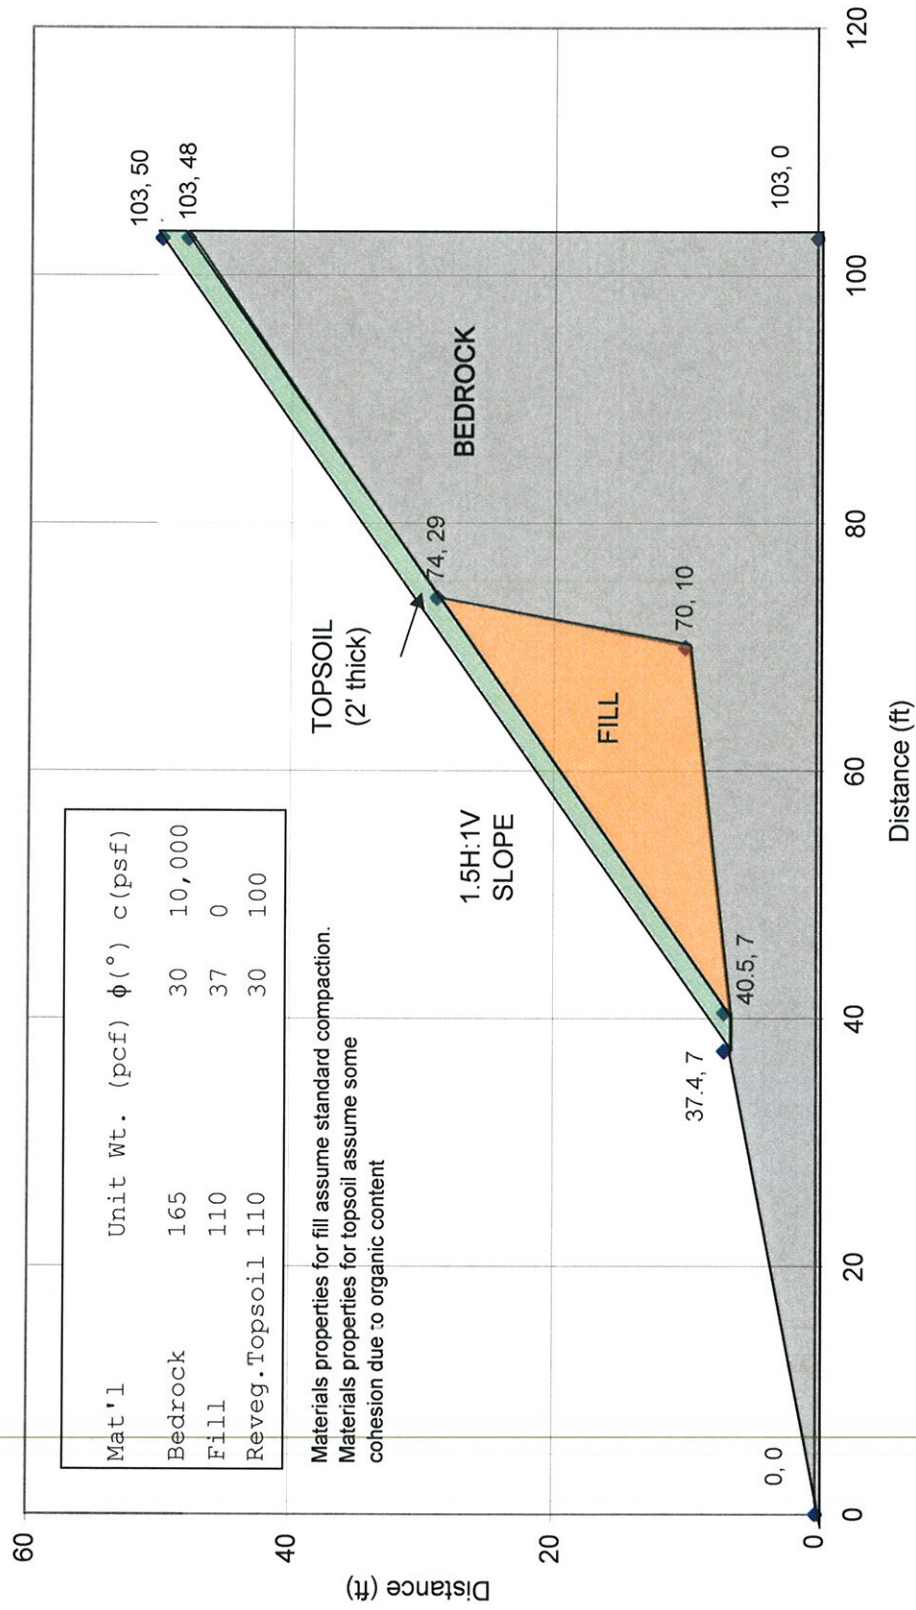 Mat'l Unit Wt. (pcf) ϕ(°) c(psf)
Bedrock 165 30 10,000
Fill 110 37 0
Reveg.Topsoil 110 30 100
Materials properties for fill assume standard compaction.
Materials properties for topsoil assume some
cohesion due to organic content
60
40
20
0
Distance (ft)
0
20
40
60
80
100
120
Distance (ft)
0, 0
37.4, 7
40.5, 7
70, 10
74, 29
103, 50
103, 48
103, 0
1.5H:1V
SLOPE
TOPSOIL
(2' thick)
FILL
BEDROCK